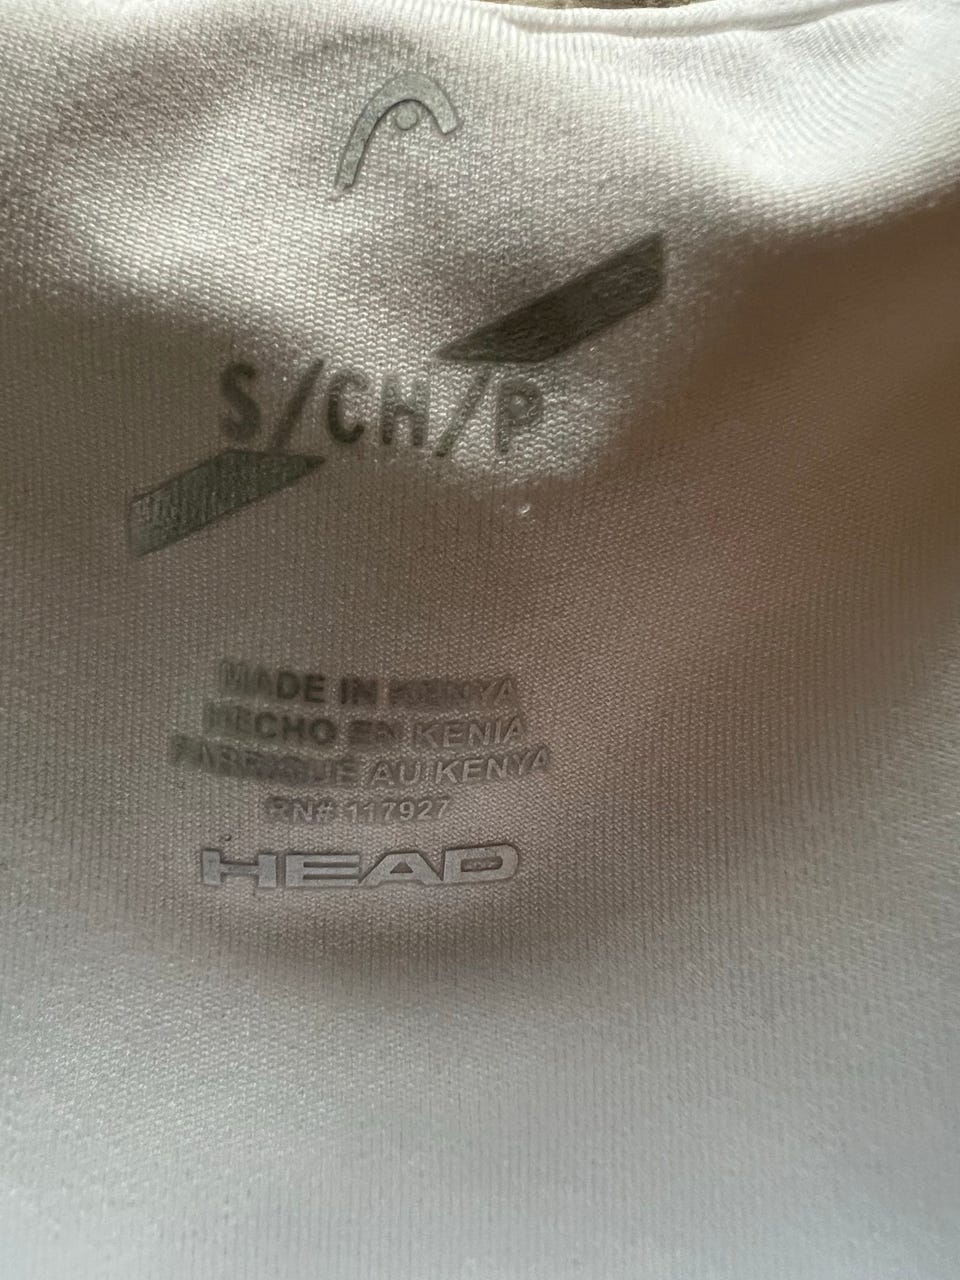 S/CH/P
MADE IN KENYA
HECHO EN KENIA
FABRIQUÉ AU KENYA
RN# 117927
HEAD